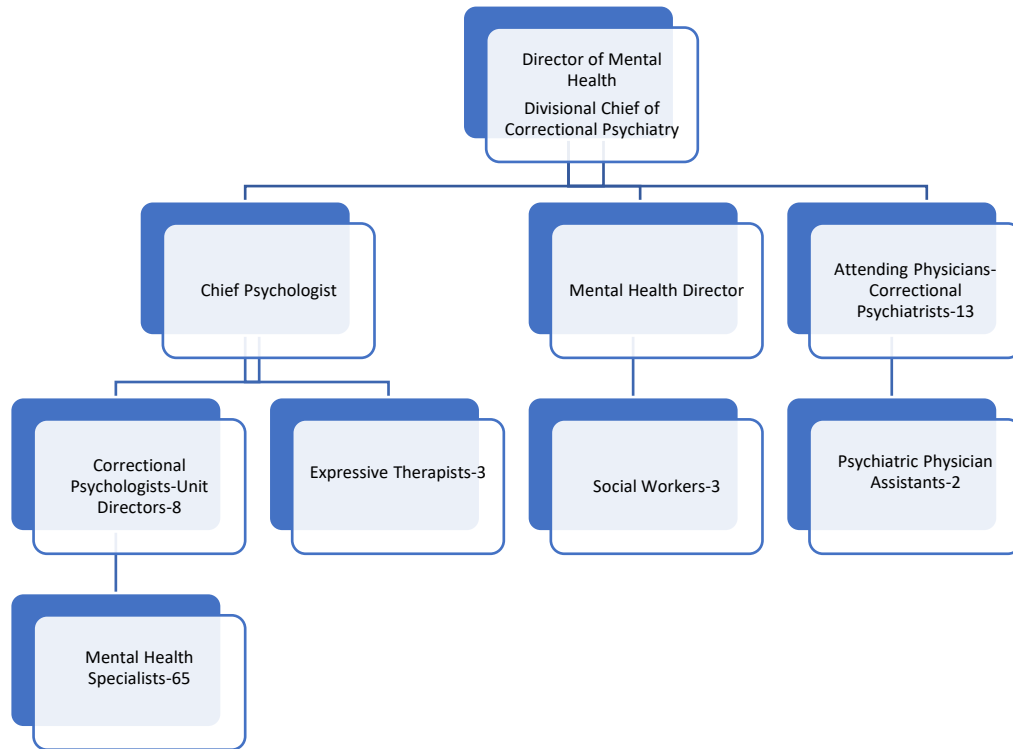 Director of Mental
Health
Divisional Chief of
Correctional Psychiatry
Chief Psychologist
Mental Health Director
Attending Physicians-
Correctional
Psychiatrists-13
Correctional
Psychologists-Unit
Directors-8
Expressive Therapists-3
Social Workers-3
Psychiatric Physician
Assistants-2
Mental Health
Specialists-65